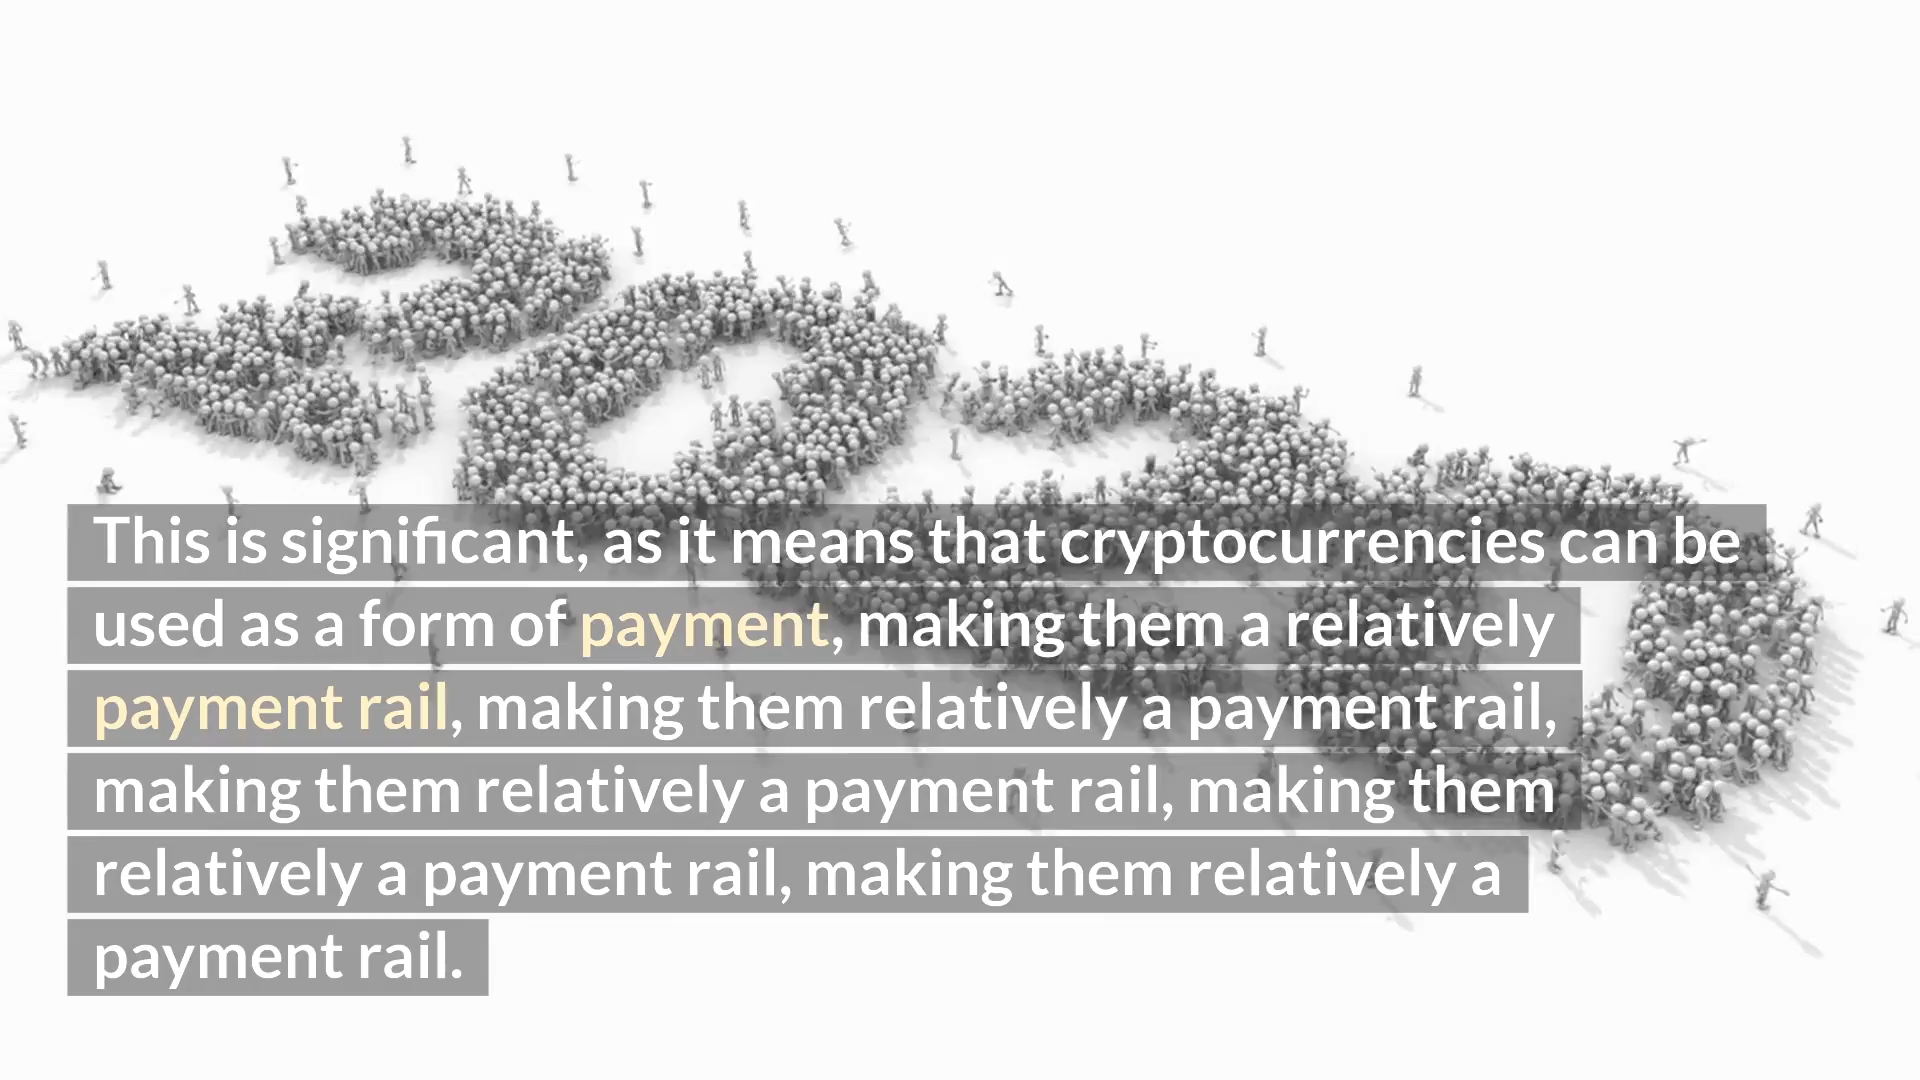 This is significant, as it means that cryptocurrencies can be
used as a form of payment, making them a relatively
payment rail, making them relatively a payment rail,
making them relatively a payment rail, making them
relatively a payment rail, making them relatively a
payment rail.